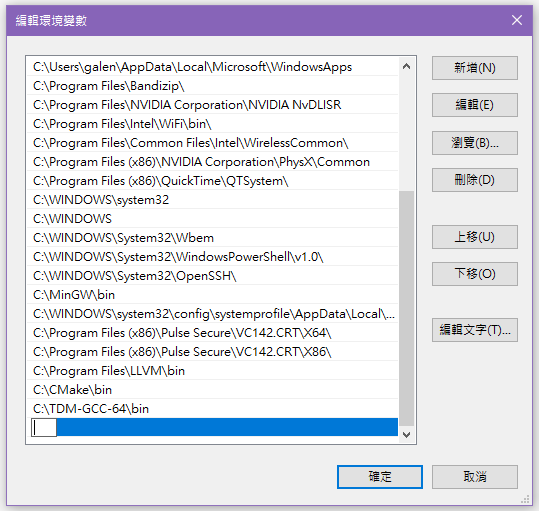 編輯環境變數
C:\Users\galen\AppData\Local\Microsoft\WindowsApps
C:\Program Files\Bandizip\
C:\Program Files\NVIDIA Corporation\NVIDIA NvDLISR
C:\Program Files\Intel\WiFi\bin\
C:\Program Files\Common Files\Intel\WirelessCommon\
C:\Program Files (x86)\NVIDIA Corporation\PhysX\Common
C:\Program Files (x86)\QuickTime\QTSystem\
C:\WINDOWS\system32
C:\WINDOWS
C:\WINDOWS\System32\Wbem
C:\WINDOWS\System32\WindowsPowerShell\v1.0\
C:\WINDOWS\System32\OpenSSH\
C:\MinGW\bin
C:\WINDOWS\system32\config\systemprofile\AppData\Local\...
C:\Program Files (x86)\Pulse Secure\VC142.CRT\X64\
C:\Program Files (x86)\Pulse Secure\VC142.CRT\X86\
C:\Program Files\LLVM\bin
C:\CMake\bin
C:\TDM-GCC-64\bin
新增(N)
編輯(E)
瀏覽(B)...
刪除(D)
上移(U)
下移(O)
編輯文字(T)...
確定
取消